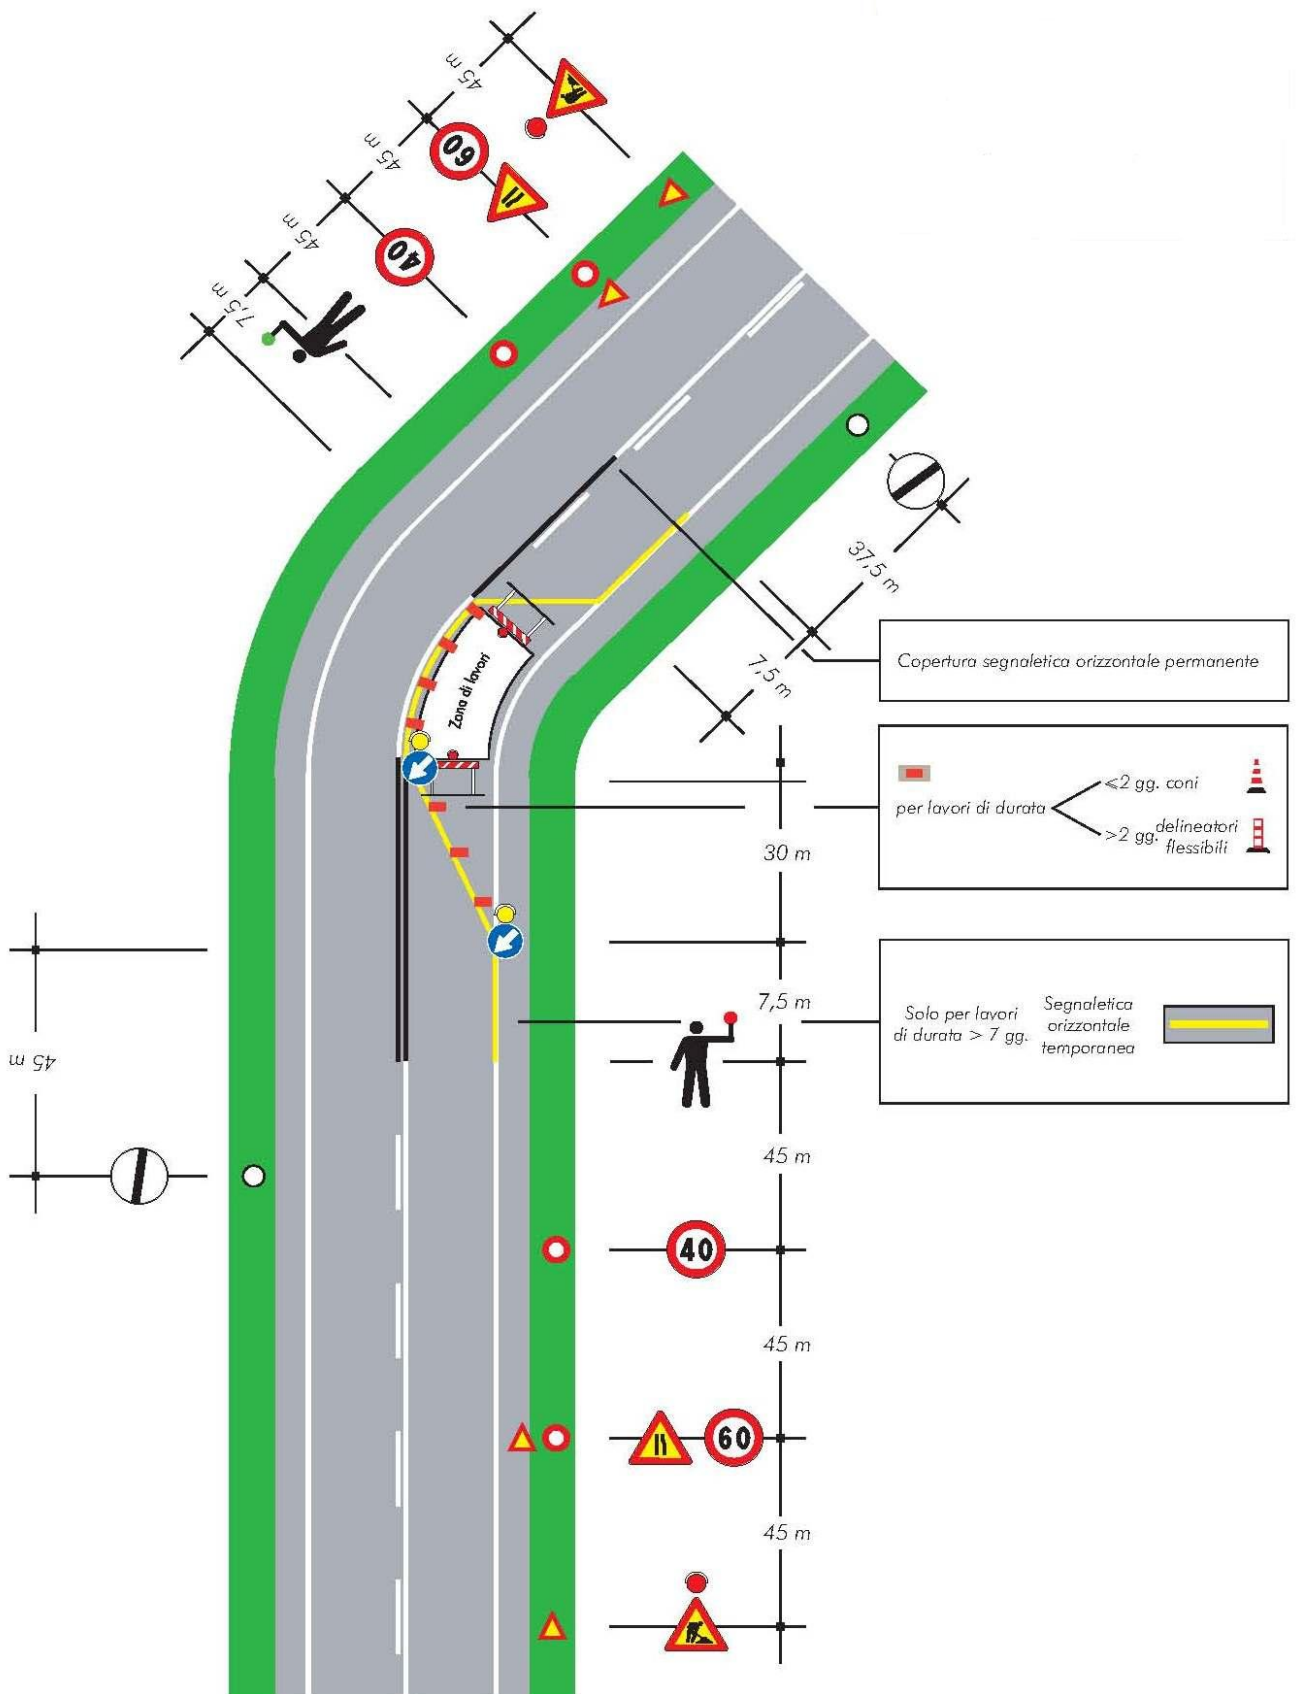 45 m
60
45 m
40
45 m
7,5 m
37,5 m
7,5 m
Copertura segnaletica orizzontale permanente
Zona di lavori
≤2 gg. coni
per lavori di durata
>2 gg. delineatori
flessibili
30 m
7,5 m
Solo per lavori
di durata > 7 gg.
Segnaletica
orizzontale
temporanea
45 m
45 m
40
45 m
60
45 m